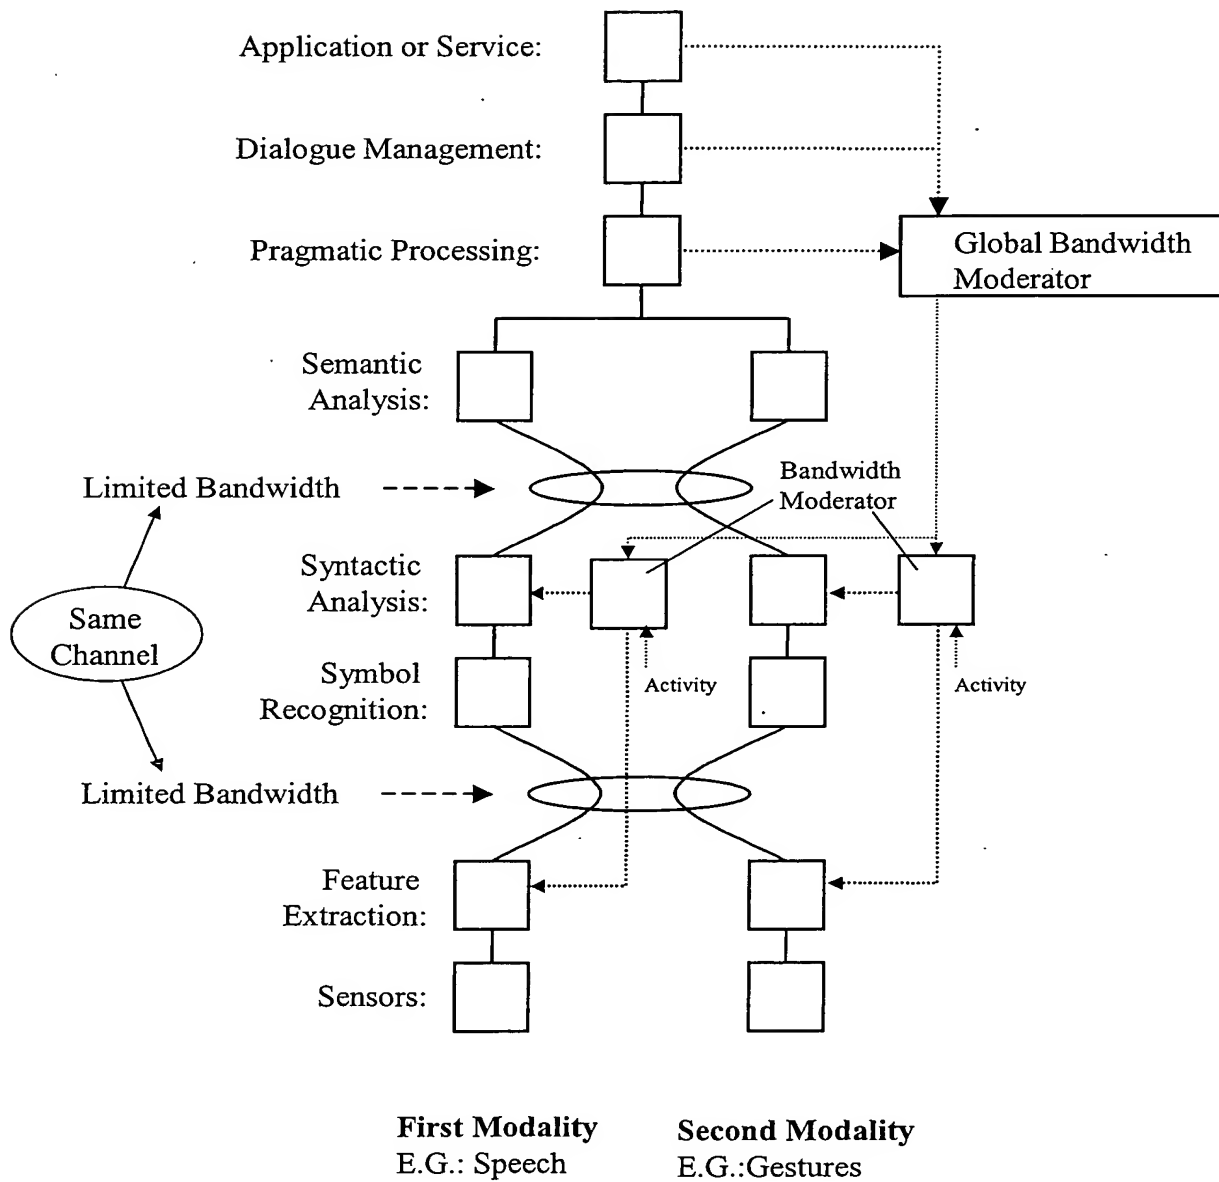 Application or Service:
Dialogue Management:
Pragmatic Processing:
Global Bandwidth
Moderator
Semantic
Analysis:
Limited Bandwidth
Bandwidth
Moderator
Syntactic
Analysis:
Same
Channel
Symbol
Recognition:
Activity
Activity
Limited Bandwidth
Feature
Extraction:
Sensors:
First Modality
E.G.: Speech
Second Modality
E.G.:Gestures